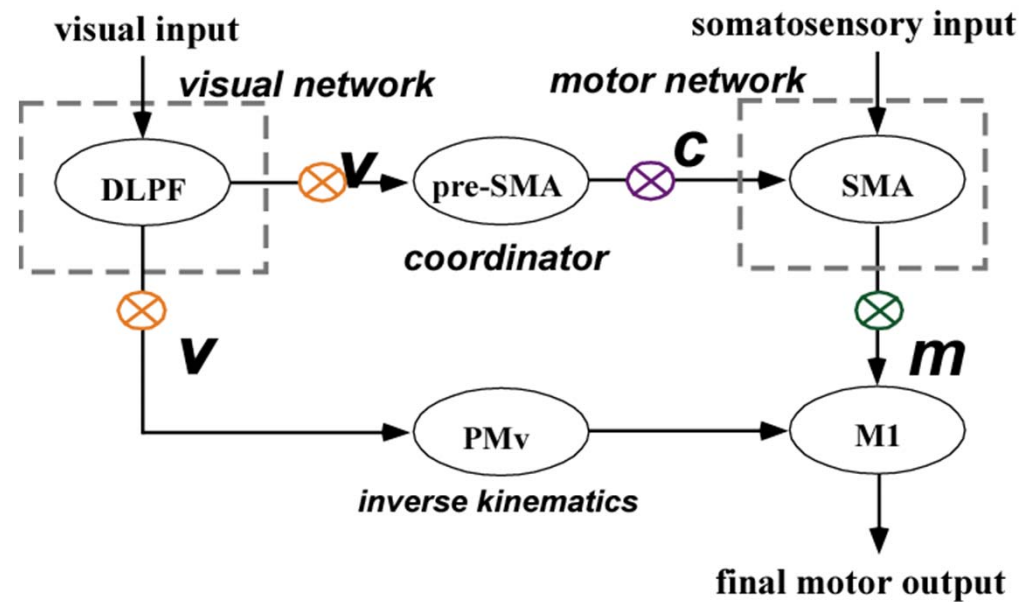 visual input
somatosensory input
visual network
motor network
DLPF
v
pre-SMA
c
SMA
coordinator
v
m
PMv
M1
inverse kinematics
final motor output